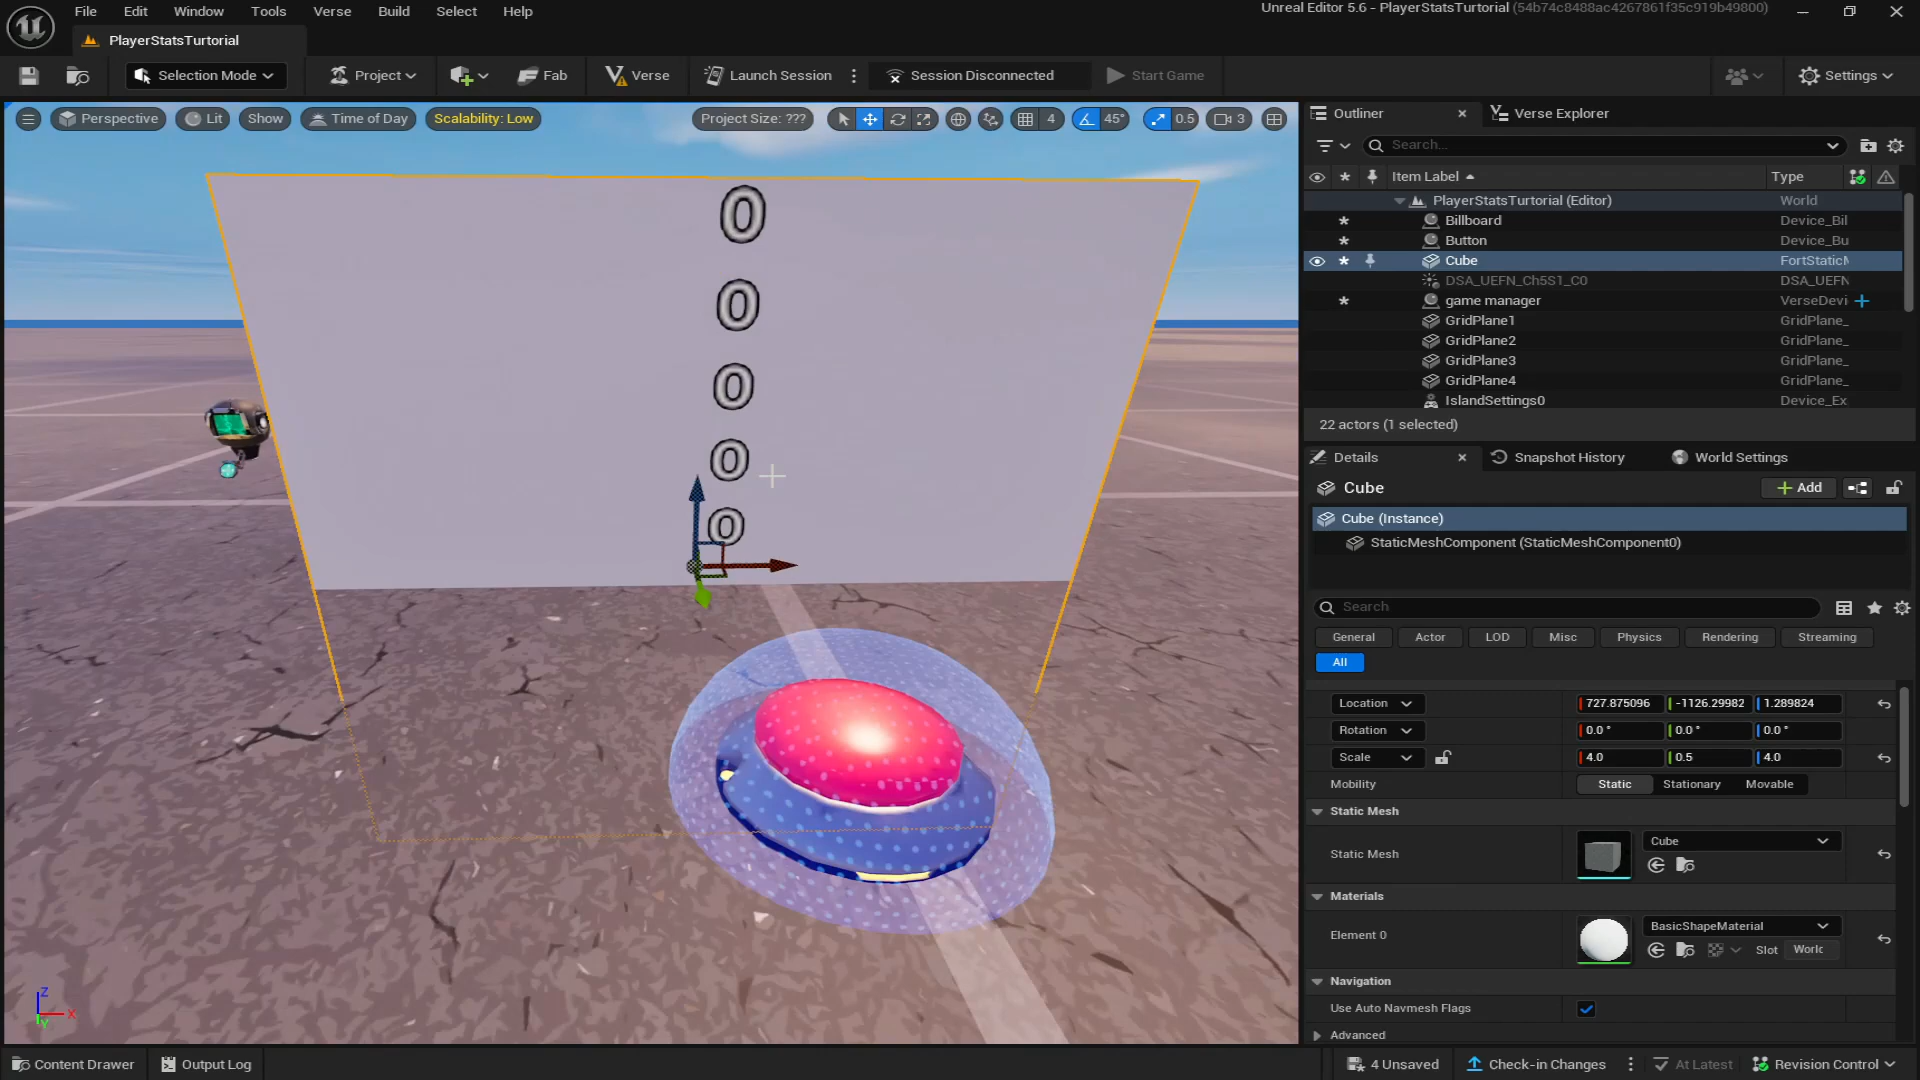 File Edit Window Tools Verse Build Select Help
Unreal Editor 5.6 - PlayerStatsTurtorial (54b74c8488ac4267861f35c919b49800)
PlayerStatsTurtorial
Selection Mode Project Fab Verse Launch Session Session Disconnected Start Game Settings
Perspective Lit Show Time of Day Scalability: Low Project Size: ??? 4 45° 0.5 3
0
0
0
0
0
Z
X
Y
Outliner Verse Explorer
Search...
Item Label Type
PlayerStatsTurtorial (Editor) World
Billboard Device_Bil
Button Device_Bu
Cube FortStaticM
DSA_UEFN_Ch5S1_C0 DSA_UEFN
game manager VerseDevi
GridPlane1 GridPlane_
GridPlane2 GridPlane_
GridPlane3 GridPlane_
GridPlane4 GridPlane_
IslandSettings0 Device_Ex
22 actors (1 selected)
Details Snapshot History World Settings
Cube Add
Cube (Instance)
StaticMeshComponent (StaticMeshComponent0)
Search
General Actor LOD Misc Physics Rendering Streaming
All
Location 727.875096 -1126.29982 1.289824
Rotation 0.0 ° 0.0 ° 0.0 °
Scale 4.0 0.5 4.0
Mobility Static Stationary Movable
Static Mesh
Static Mesh Cube
Materials
Element 0 BasicShapeMaterial
Slot World
Navigation
Use Auto Navmesh Flags
Advanced
Content Drawer Output Log 4 Unsaved Check-in Changes At Latest Revision Control